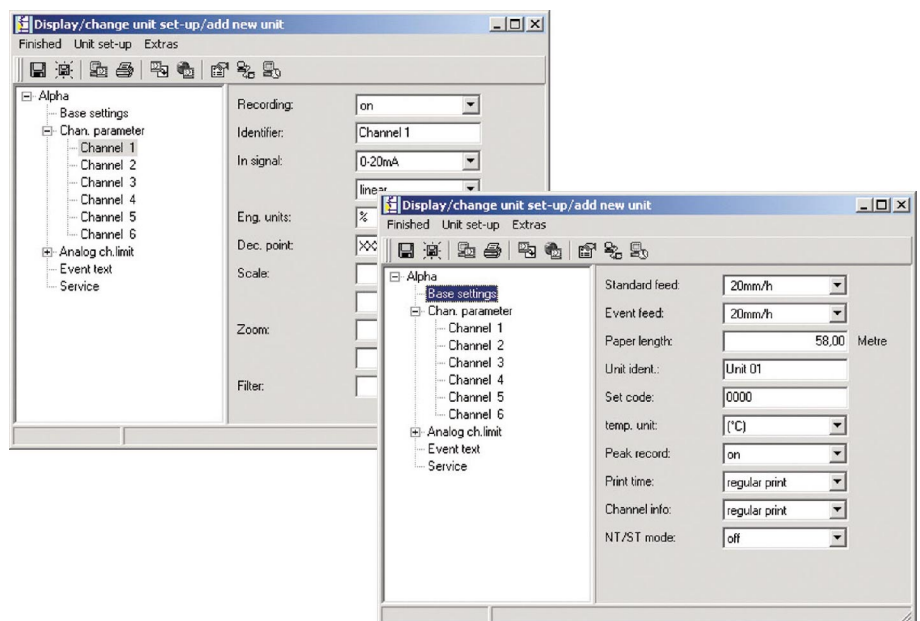 Display/change unit set-up/add new unit
Finished Unit set-up Extras
Alpha
Base settings
Chan. parameter
Channel 1
Channel 2
Channel 3
Channel 4
Channel 5
Channel 6
Analog ch.limit
Event text
Service
Recording: on
Identifier: Channel 1
In signal: 0-20mA
linear
Eng. units: %
Dec. point:
Scale:
Zoom:
Filter:
Display/change unit set-up/add new unit
Finished Unit set-up Extras
Alpha
Base settings
Chan. parameter
Channel 1
Channel 2
Channel 3
Channel 4
Channel 5
Channel 6
Analog ch.limit
Event text
Service
Standard feed: 20mm/h
Event feed: 20mm/h
Paper length: 58,00 Metre
Unit ident.: Unit 01
Set code: 0000
temp. unit: (°C)
Peak record: on
Print time: regular print
Channel info: regular print
NT/ST mode: off